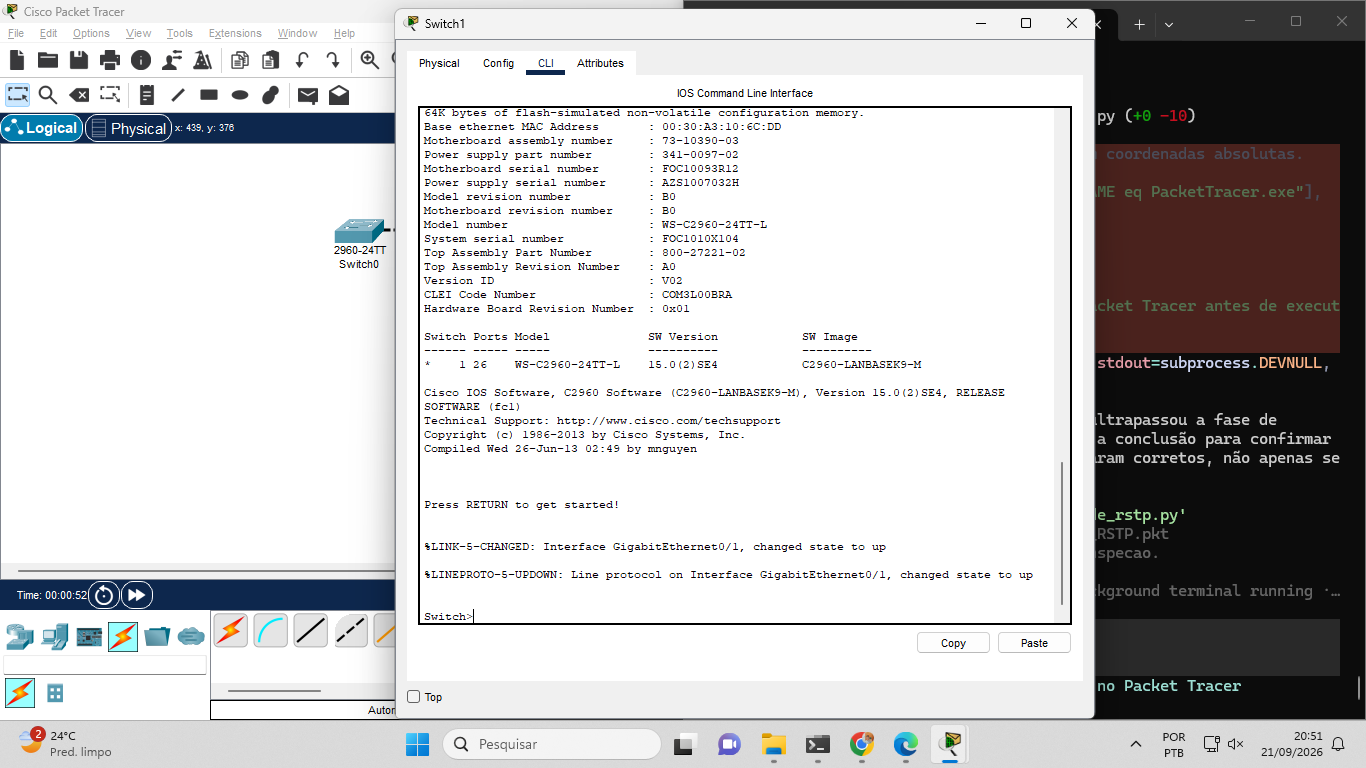 Cisco Packet Tracer
File Edit Options View Tools Extensions Window Help
Logical Physical x: 439, y: 376
2960-24TT
Switch0
Time: 00:00:52
Switch1
Physical Config CLI Attributes
IOS Command Line Interface
64K bytes of flash-simulated non-volatile configuration memory.
Base ethernet MAC Address : 00:30:A3:10:6C:DD
Motherboard assembly number : 73-10390-03
Power supply part number : 341-0097-02
Motherboard serial number : FOC10093R12
Power supply serial number : AZS1007032H
Model revision number : B0
Motherboard revision number : B0
Model number : WS-C2960-24TT-L
System serial number : FOC1010X104
Top Assembly Part Number : 800-27221-02
Top Assembly Revision Number : A0
Version ID : V02
CLEI Code Number : COM3L00BRA
Hardware Board Revision Number : 0x01
Switch Ports Model SW Version SW Image
------ ----- ----- ---------- ----------
* 1 26 WS-C2960-24TT-L 15.0(2)SE4 C2960-LANBASEK9-M
Cisco IOS Software, C2960 Software (C2960-LANBASEK9-M), Version 15.0(2)SE4, RELEASE
SOFTWARE (fc1)
Technical Support: http://www.cisco.com/techsupport
Copyright (c) 1986-2013 by Cisco Systems, Inc.
Compiled Wed 26-Jun-13 02:49 by mnguyen
Press RETURN to get started!
%LINK-5-CHANGED: Interface GigabitEthernet0/1, changed state to up
%LINEPROTO-5-UPDOWN: Line protocol on Interface GigabitEthernet0/1, changed state to up
Switch>
Copy Paste
Top
Autor
py (+0 -10)
coordenadas absolutas.
AME eq PacketTracer.exe"],
acket Tracer antes de execut
stdout=subprocess.DEVNULL,
ultrapassou a fase de
a conclusão para confirmar
aram corretos, não apenas se
de_rstp.py'
_RSTP.pkt
nspecao.
kground terminal running ·…
no Packet Tracer
2
24°C
Pred. limpo
Pesquisar
POR
PTB
20:51
21/09/2026